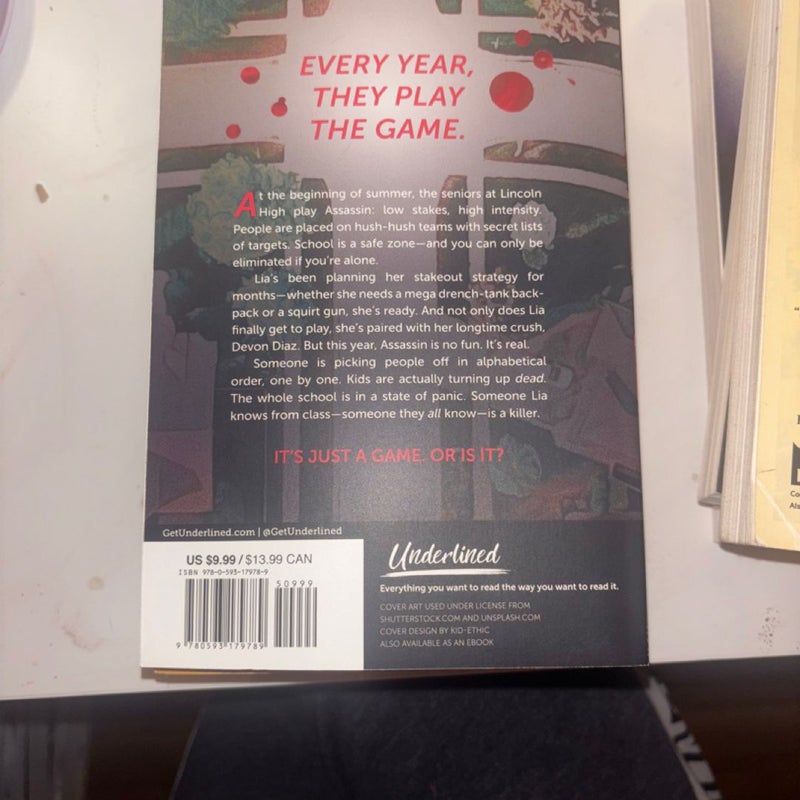 EVERY YEAR,
THEY PLAY
THE GAME.
At the beginning of summer, the seniors at Lincoln
High play Assassin: low stakes, high intensity.
People are placed on hush-hush teams with secret lists
of targets. School is a safe zone—and you can only be
eliminated if you're alone.
Lia's been planning her stakeout strategy for
months—whether she needs a mega drench-tank back-
pack or a squirt gun, she's ready. And not only does Lia
finally get to play, she's paired with her longtime crush,
Devon Diaz. But this year, Assassin is no fun. It's real.
Someone is picking people off in alphabetical
order, one by one. Kids are actually turning up dead.
The whole school is in a state of panic. Someone Lia
knows from class—someone they all know—is a killer.
IT'S JUST A GAME. OR IS IT?
GetUnderlined.com | @GetUnderlined
US $9.99 / $13.99 CAN
ISBN 978-0-593-17978-9
50999
9 780593 179789
Underlined
Everything you want to read the way you want to read it.
COVER ART USED UNDER LICENSE FROM
SHUTTERSTOCK.COM AND UNSPLASH.COM
COVER DESIGN BY KID-ETHIC
ALSO AVAILABLE AS AN EBOOK